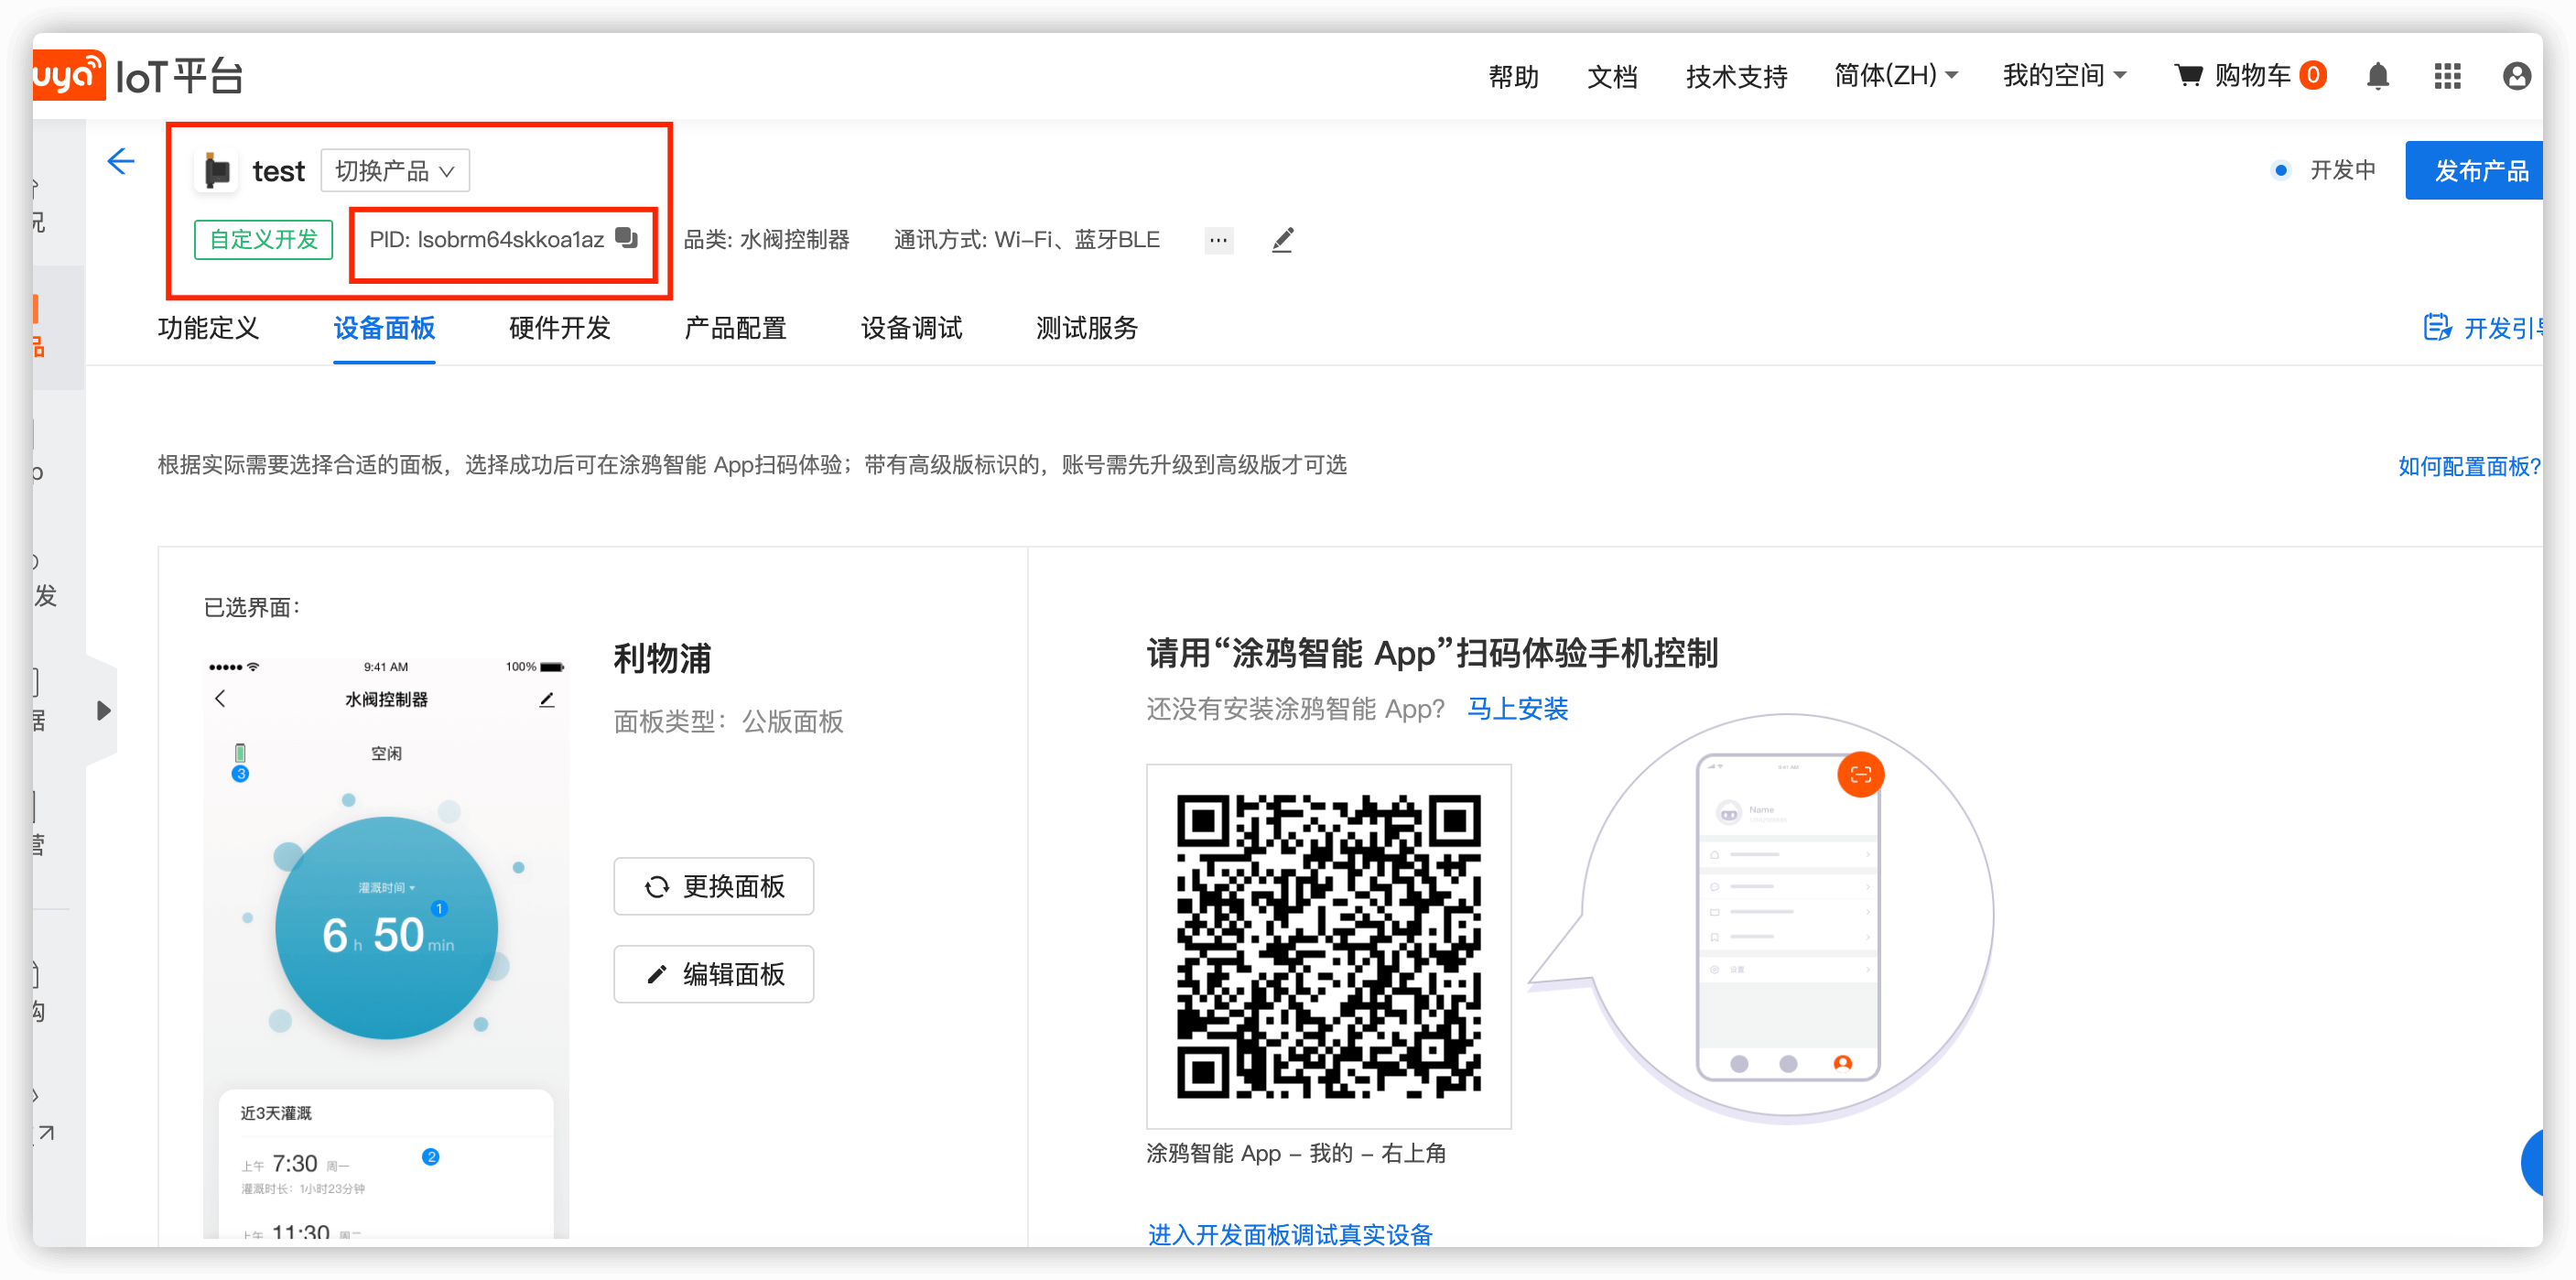 uya IoT平台
帮助 文档 技术支持 简体(ZH) 我的空间 购物车 0
test 切换产品
开发中 发布产品
自定义开发 PID: lsobrm64skkoa1az 品类: 水阀控制器 通讯方式: Wi-Fi、蓝牙BLE ...
功能定义 设备面板 硬件开发 产品配置 设备调试 测试服务
开发引导
根据实际需要选择合适的面板，选择成功后可在涂鸦智能 App扫码体验；带有高级版标识的，账号需先升级到高级版才可选
如何配置面板?
况
品
p
发
据
营
购
已选界面：
9:41 AM 100%
水阀控制器
空闲
3
灌溉时间
1
6 h 50 min
近3天灌溉
上午 7:30 周一
2
灌溉时长：1小时23分钟
上午 11:30 周二
利物浦
面板类型：公版面板
更换面板
编辑面板
请用“涂鸦智能 App”扫码体验手机控制
还没有安装涂鸦智能 App? 马上安装
Name
设置
涂鸦智能 App – 我的 – 右上角
进入开发面板调试真实设备